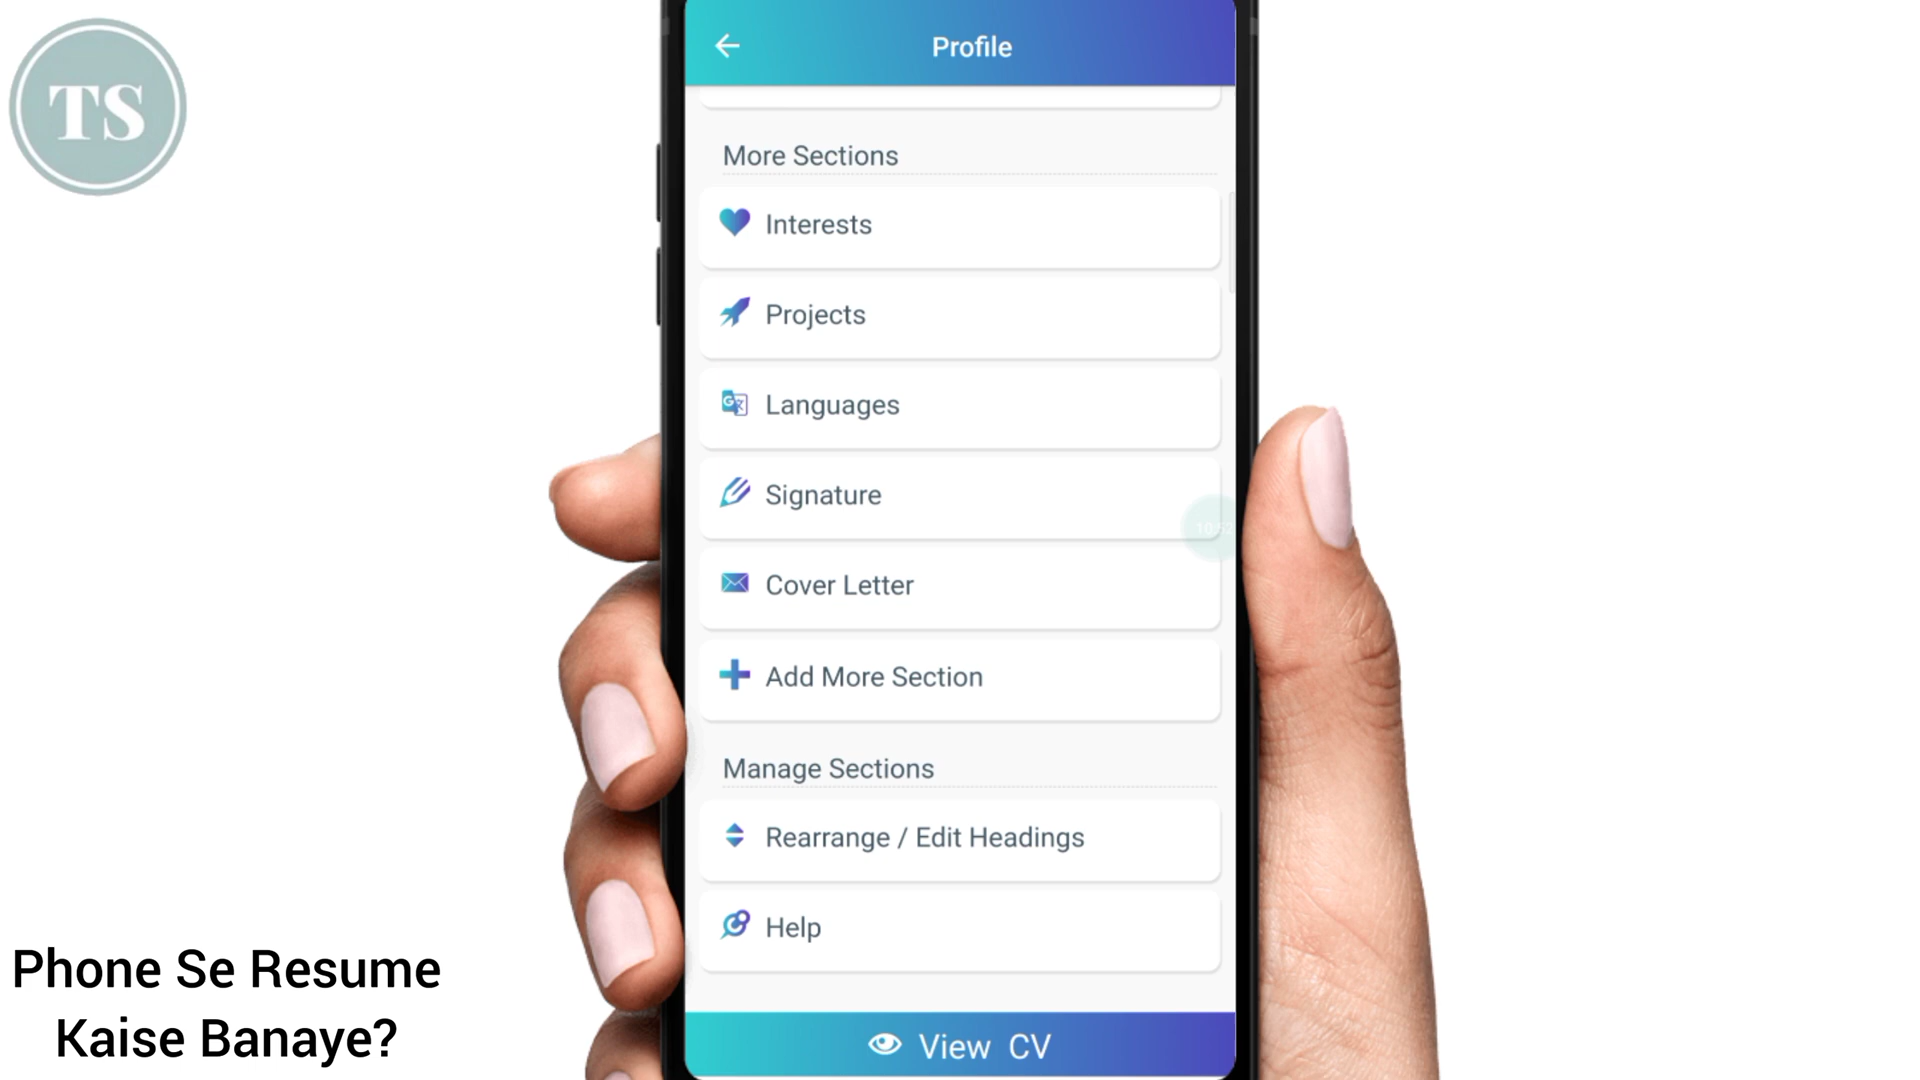 TS
Profile
More Sections
Interests
Projects
Languages
Signature
Cover Letter
Add More Section
Manage Sections
Rearrange / Edit Headings
Help
View CV
Phone Se Resume
Kaise Banaye?